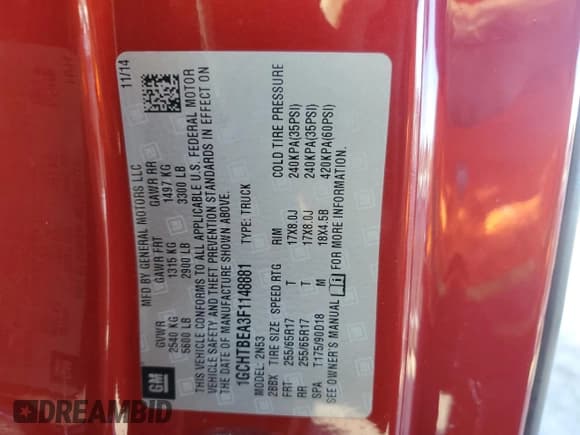 MFD BY GENERAL MOTORS LLC 11/14
GVWR GAWR FRT GAWR RR
2540 KG 1315 KG 1497 KG
5600 LB 2900 LB 3300 LB
THIS VEHICLE CONFORMS TO ALL APPLICABLE U.S. FEDERAL MOTOR
VEHICLE SAFETY AND THEFT PREVENTION STANDARDS IN EFFECT ON
THE DATE OF MANUFACTURE SHOWN ABOVE.
1GCHTBEA3F1148881 TYPE: TRUCK
MODEL: 2N53
2RBX TIRE SIZE SPEED RTG RIM COLD TIRE PRESSURE
FRT 255/65R17 T 17X8.0J 240KPA(35PSI)
RR 255/65R17 T 17X8.0J 240KPA(35PSI)
SPA T175/90D18 M 18X4.5B 420KPA(60PSI)
SEE OWNER'S MANUAL FOR MORE INFORMATION.
GM
DREAMBID